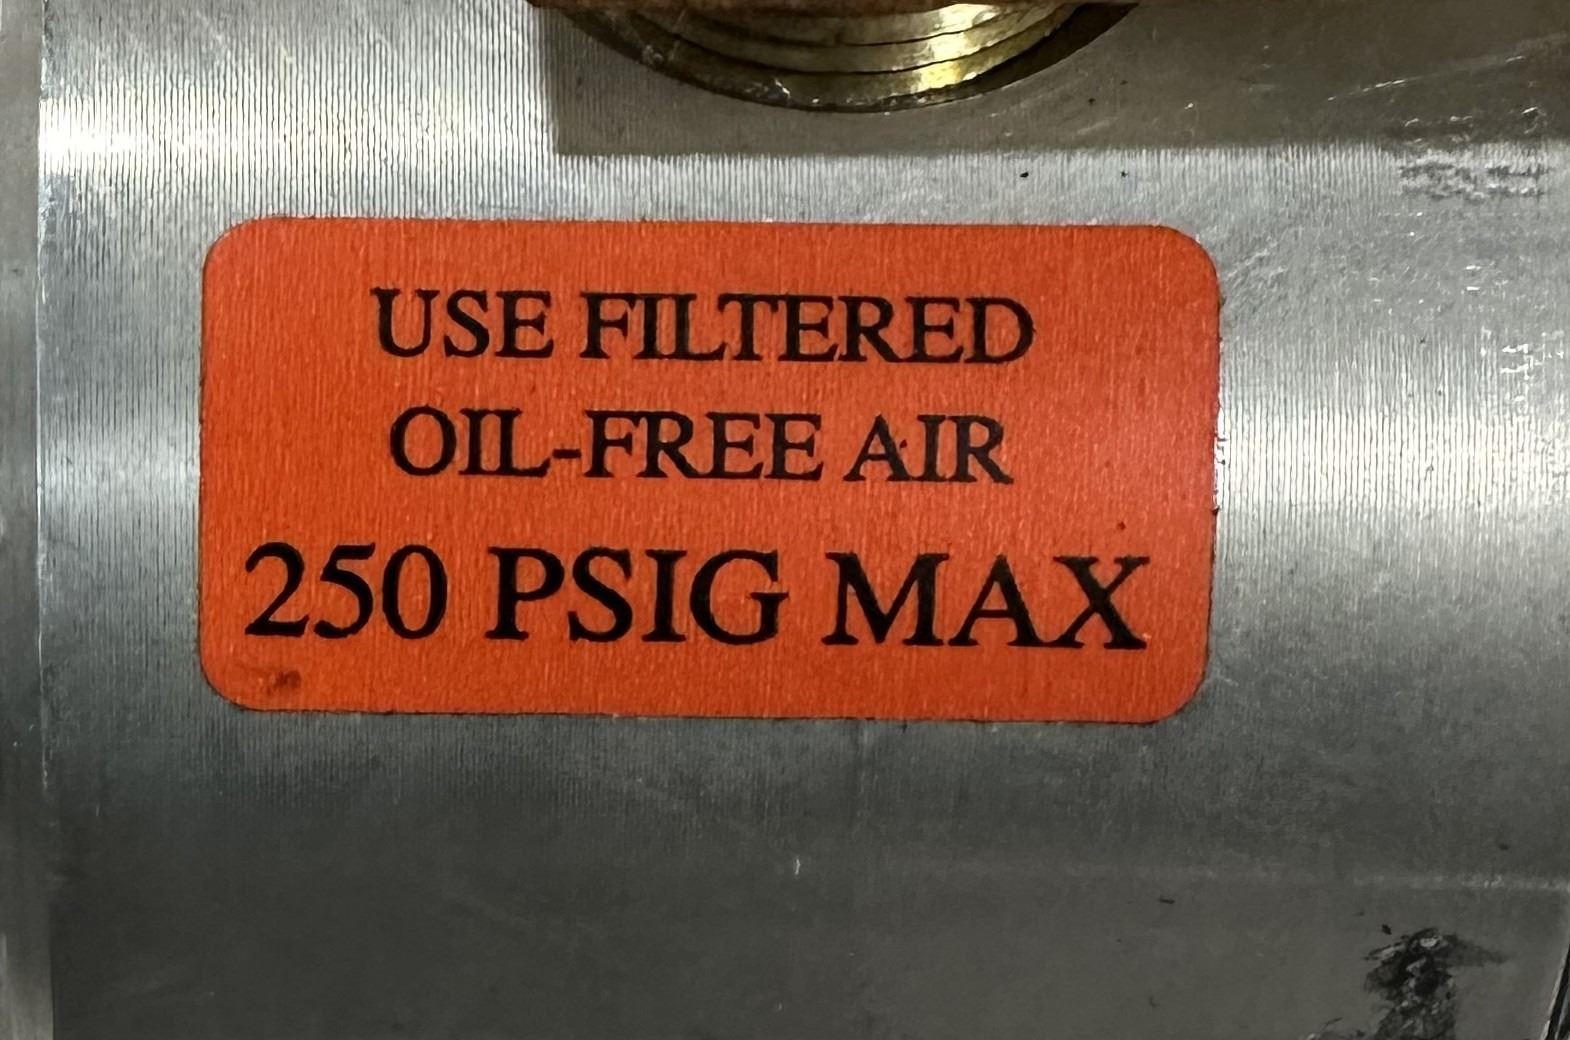 USE FILTERED
OIL-FREE AIR
250 PSIG MAX